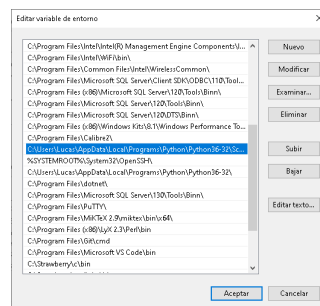 Editar variable de entorno
C:\Program Files\Intel\Intel(R) Management Engine Components\I...
C:\Program Files\Intel\WiFi\bin\
C:\Program Files\Common Files\Intel\WirelessCommon\
C:\Program Files\Microsoft SQL Server\Client SDK\ODBC\110\Tool...
C:\Program Files (x86)\Microsoft SQL Server\120\Tools\Binn\
C:\Program Files\Microsoft SQL Server\120\Tools\Binn\
C:\Program Files\Microsoft SQL Server\120\DTS\Binn\
C:\Program Files (x86)\Windows Kits\8.1\Windows Performance To...
C:\Program Files\Calibre2\
C:\Users\Lucas\AppData\Local\Programs\Python\Python36-32\Sc...
%SYSTEMROOT%\System32\OpenSSH\
C:\Users\Lucas\AppData\Local\Programs\Python\Python36-32\
C:\Program Files\dotnet\
C:\Program Files\Microsoft SQL Server\130\Tools\Binn\
C:\Program Files\PuTTY\
C:\Program Files\MiKTeX 2.9\miktex\bin\x64\
C:\Program Files (x86)\LyX 2.3\Perl\bin
C:\Program Files\Git\cmd
C:\Program Files\Microsoft VS Code\bin
C:\Strawberry\c\bin
Nuevo
Modificar
Examinar...
Eliminar
Subir
Bajar
Editar texto...
Aceptar
Cancelar